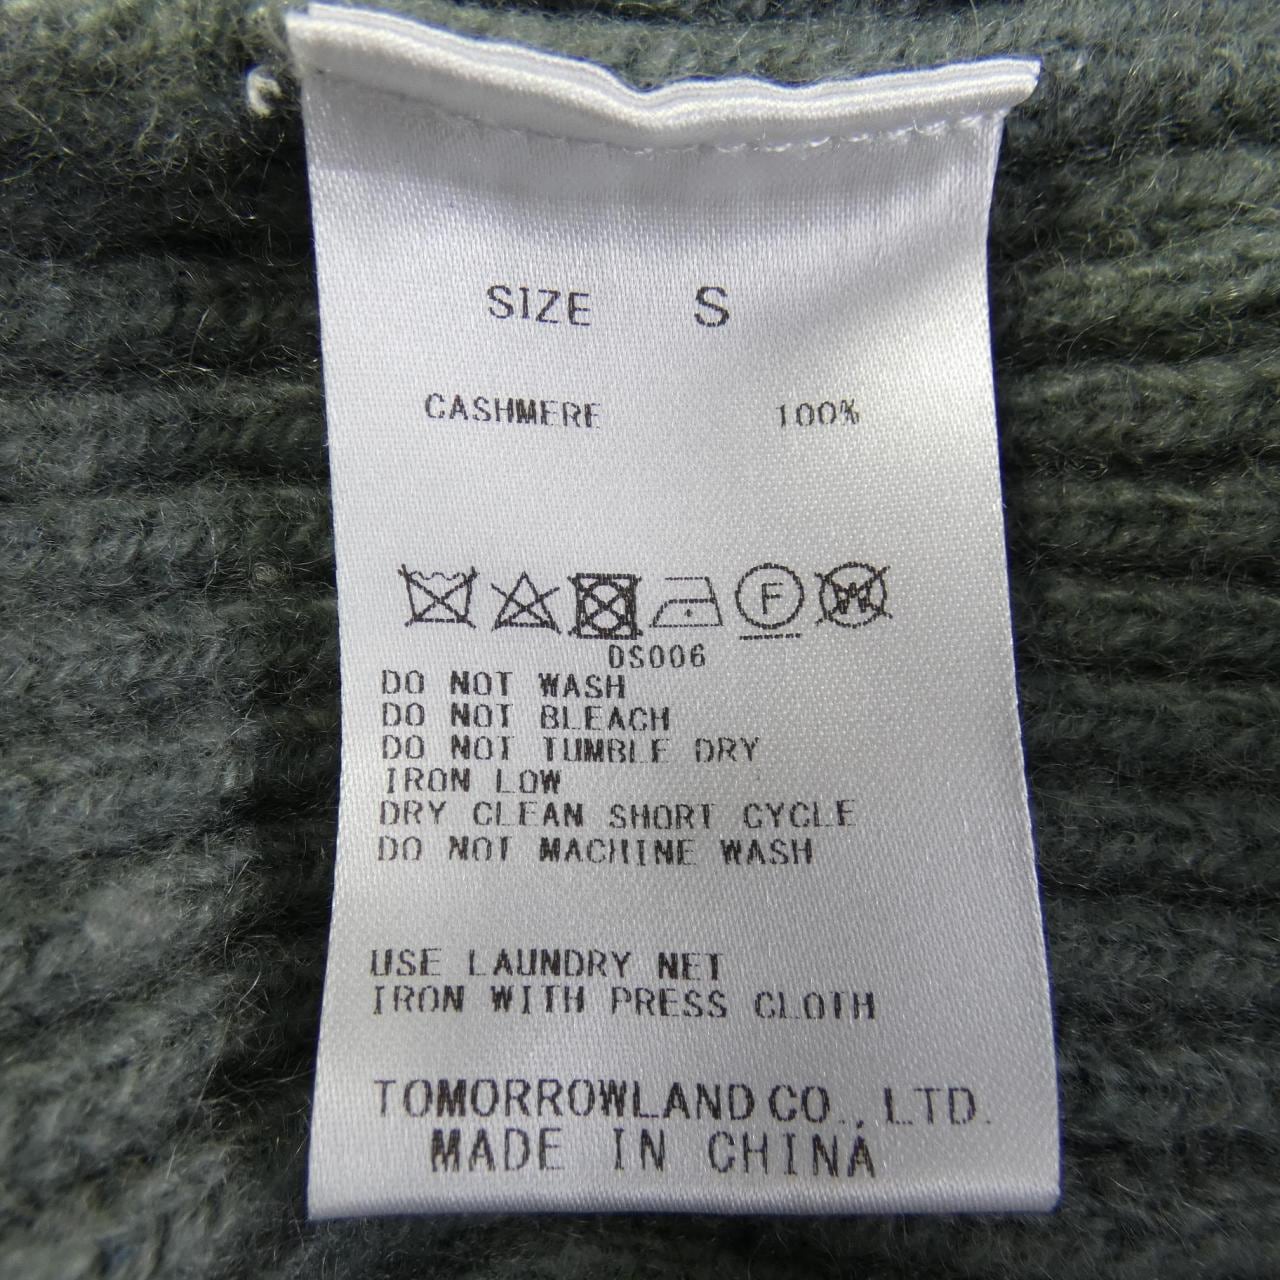 SIZE S
CASHMERE 100%
F W
DS006
DO NOT WASH
DO NOT BLEACH
DO NOT TUMBLE DRY
IRON LOW
DRY CLEAN SHORT CYCLE
DO NOT MACHINE WASH
USE LAUNDRY NET
IRON WITH PRESS CLOTH
TOMORROWLAND CO., LTD.
MADE IN CHINA